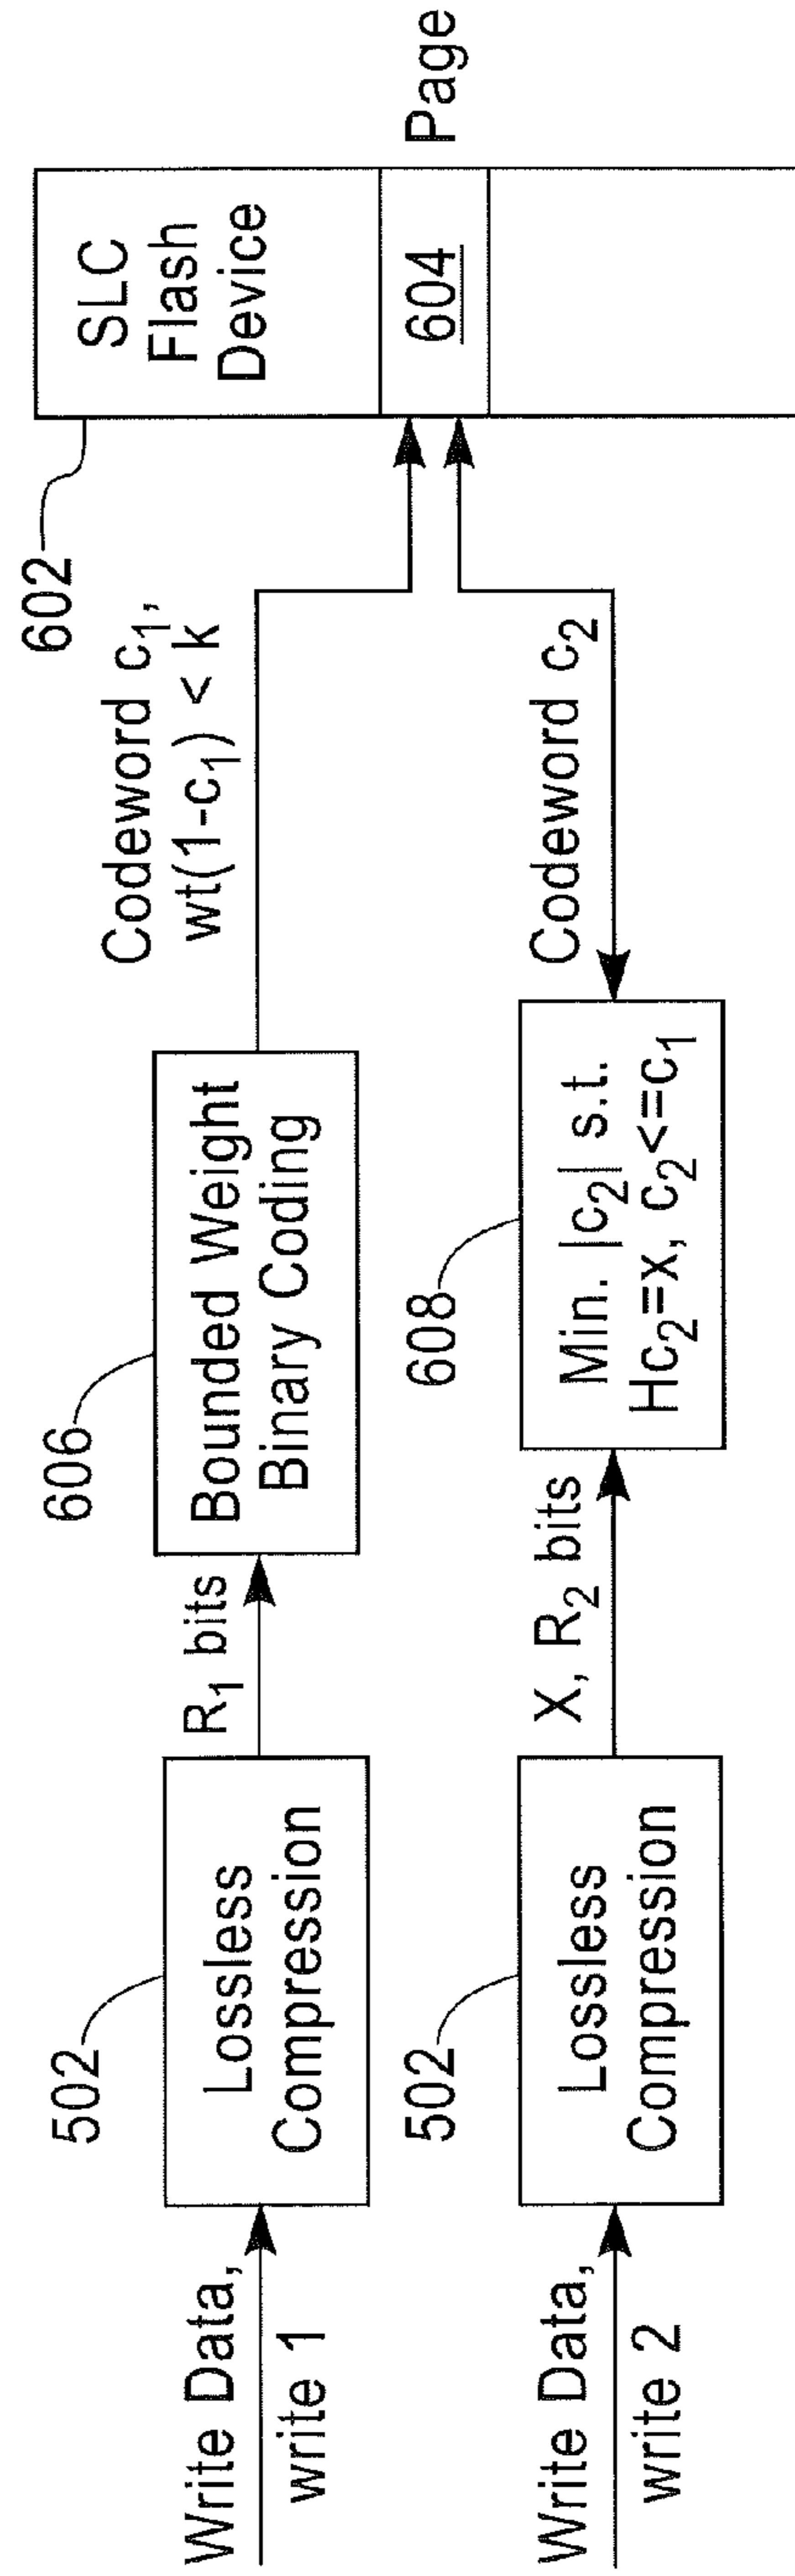 Write Data,
write 1
502
Lossless
Compression
R1 bits
606
Bounded Weight
Binary Coding
Codeword c1,
wt(1-c1) < k
602
SLC
Flash
Device
604
Page
Write Data,
write 2
502
Lossless
Compression
X, R2 bits
608
Min. |c2| s.t.
Hc2=x, c2 <=c1
Codeword c2